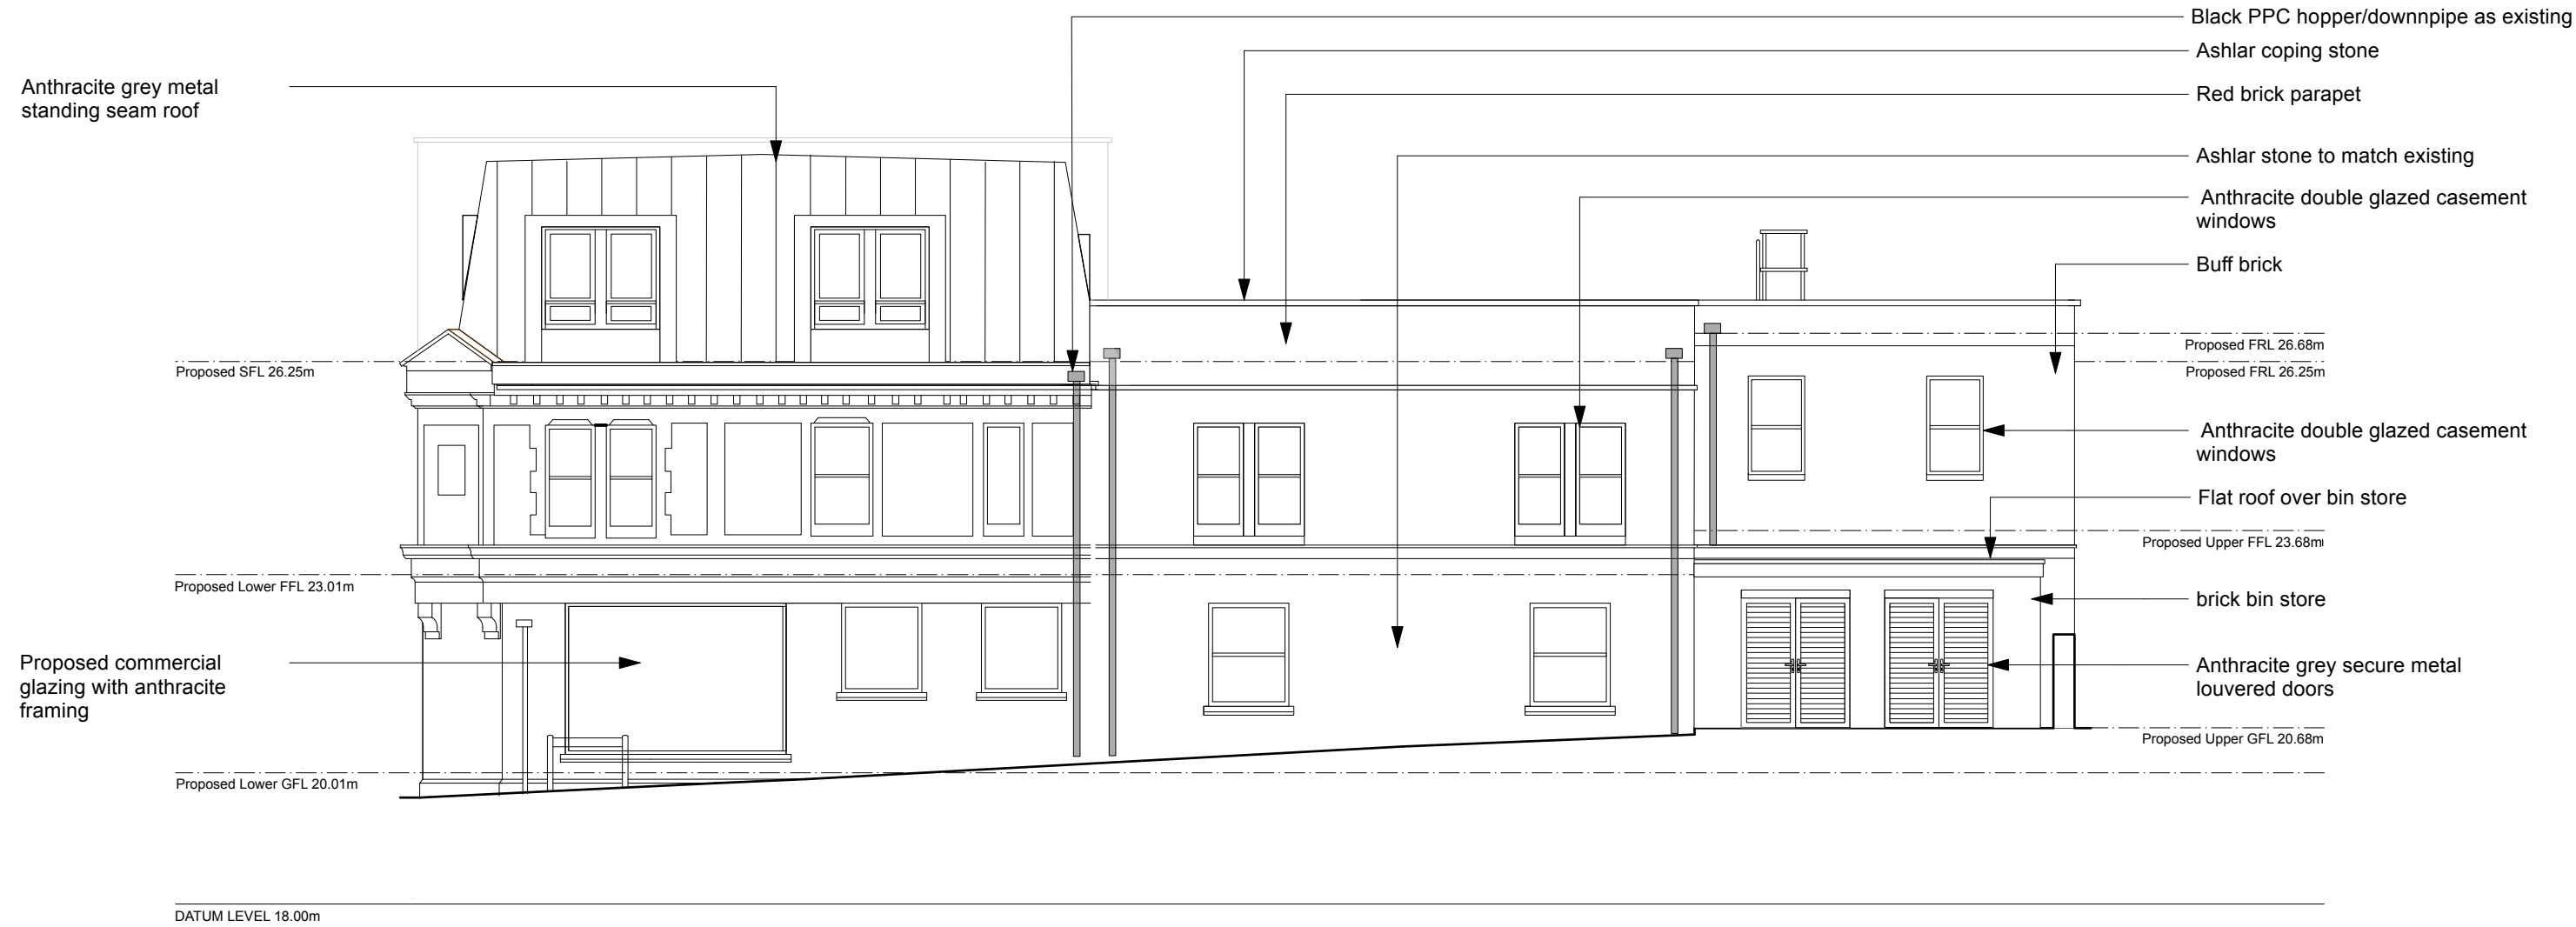 Black PPC hopper/downnpipe as existing
Ashlar coping stone
Anthracite grey metal
standing seam roof
Red brick parapet
Ashlar stone to match existing
Anthracite double glazed casement
windows
Buff brick
Proposed FRL 26.68m
Proposed SFL 26.25m
Proposed FRL 26.25m
Anthracite double glazed casement
windows
Flat roof over bin store
Proposed Upper FFL 23.68m
Proposed Lower FFL 23.01m
brick bin store
Proposed commercial
glazing with anthracite
framing
Anthracite grey secure metal
louvered doors
Proposed Upper GFL 20.68m
Proposed Lower GFL 20.01m
DATUM LEVEL 18.00m